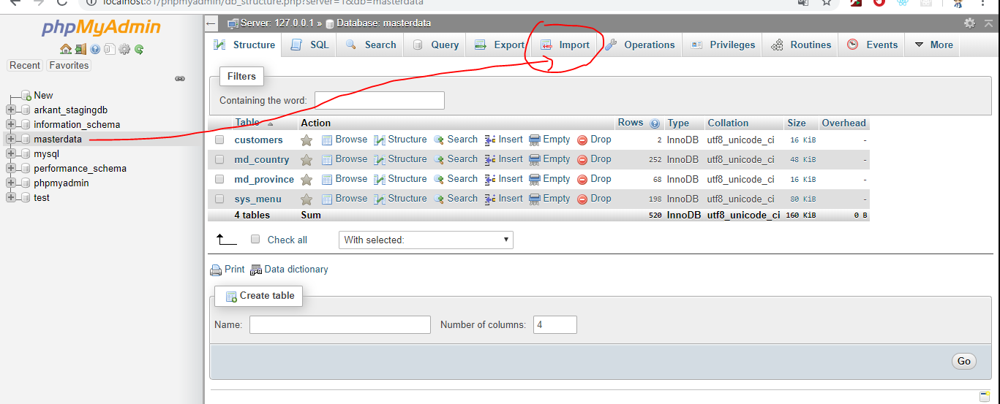 localhost:81/phpmyadmin/db_structure.php?server=1&db=masterdata
phpMyAdmin
Recent Favorites
New
arkant_stagingdb
information_schema
masterdata
mysql
performance_schema
phpmyadmin
test
Server: 127.0.0.1 » Database: masterdata
Structure SQL Search Query Export Import Operations Privileges Routines Events More
Filters
Containing the word:
Table Action Rows Type Collation Size Overhead
customers Browse Structure Search Insert Empty Drop 2 InnoDB utf8_unicode_ci 16 KiB -
md_country Browse Structure Search Insert Empty Drop 252 InnoDB utf8_unicode_ci 48 KiB -
md_province Browse Structure Search Insert Empty Drop 68 InnoDB utf8_unicode_ci 16 KiB -
sys_menu Browse Structure Search Insert Empty Drop 198 InnoDB utf8_unicode_ci 80 KiB -
4 tables Sum 520 InnoDB utf8_unicode_ci 160 KiB 0 B
Check all With selected:
Print Data dictionary
Create table
Name: Number of columns: 4
Go